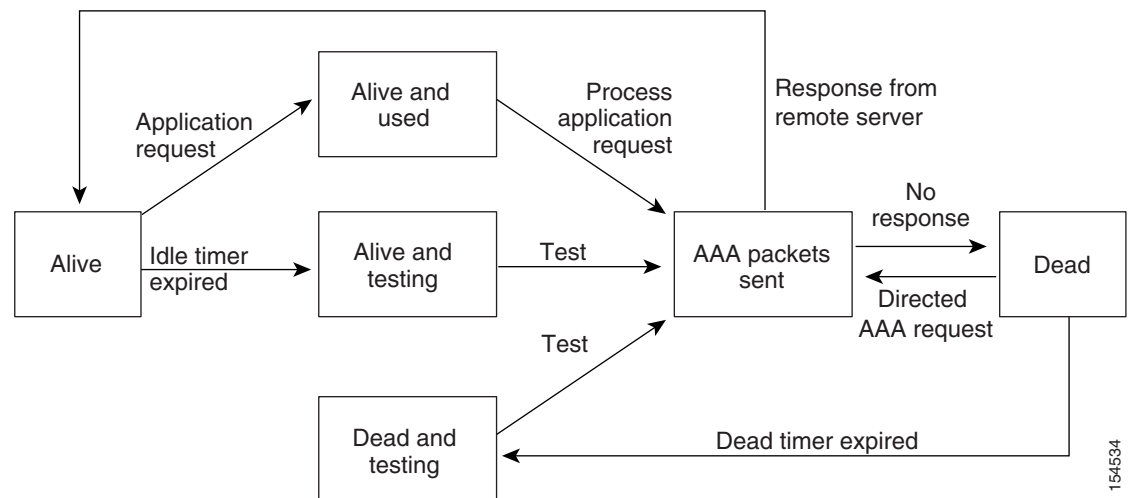 Alive and
used
Application
request
Process
application
request
Response from
remote server
Alive
Idle timer
expired
Alive and
testing
Test
AAA packets
sent
No
response
Directed
AAA request
Dead
Test
Dead and
testing
Dead timer expired
154534